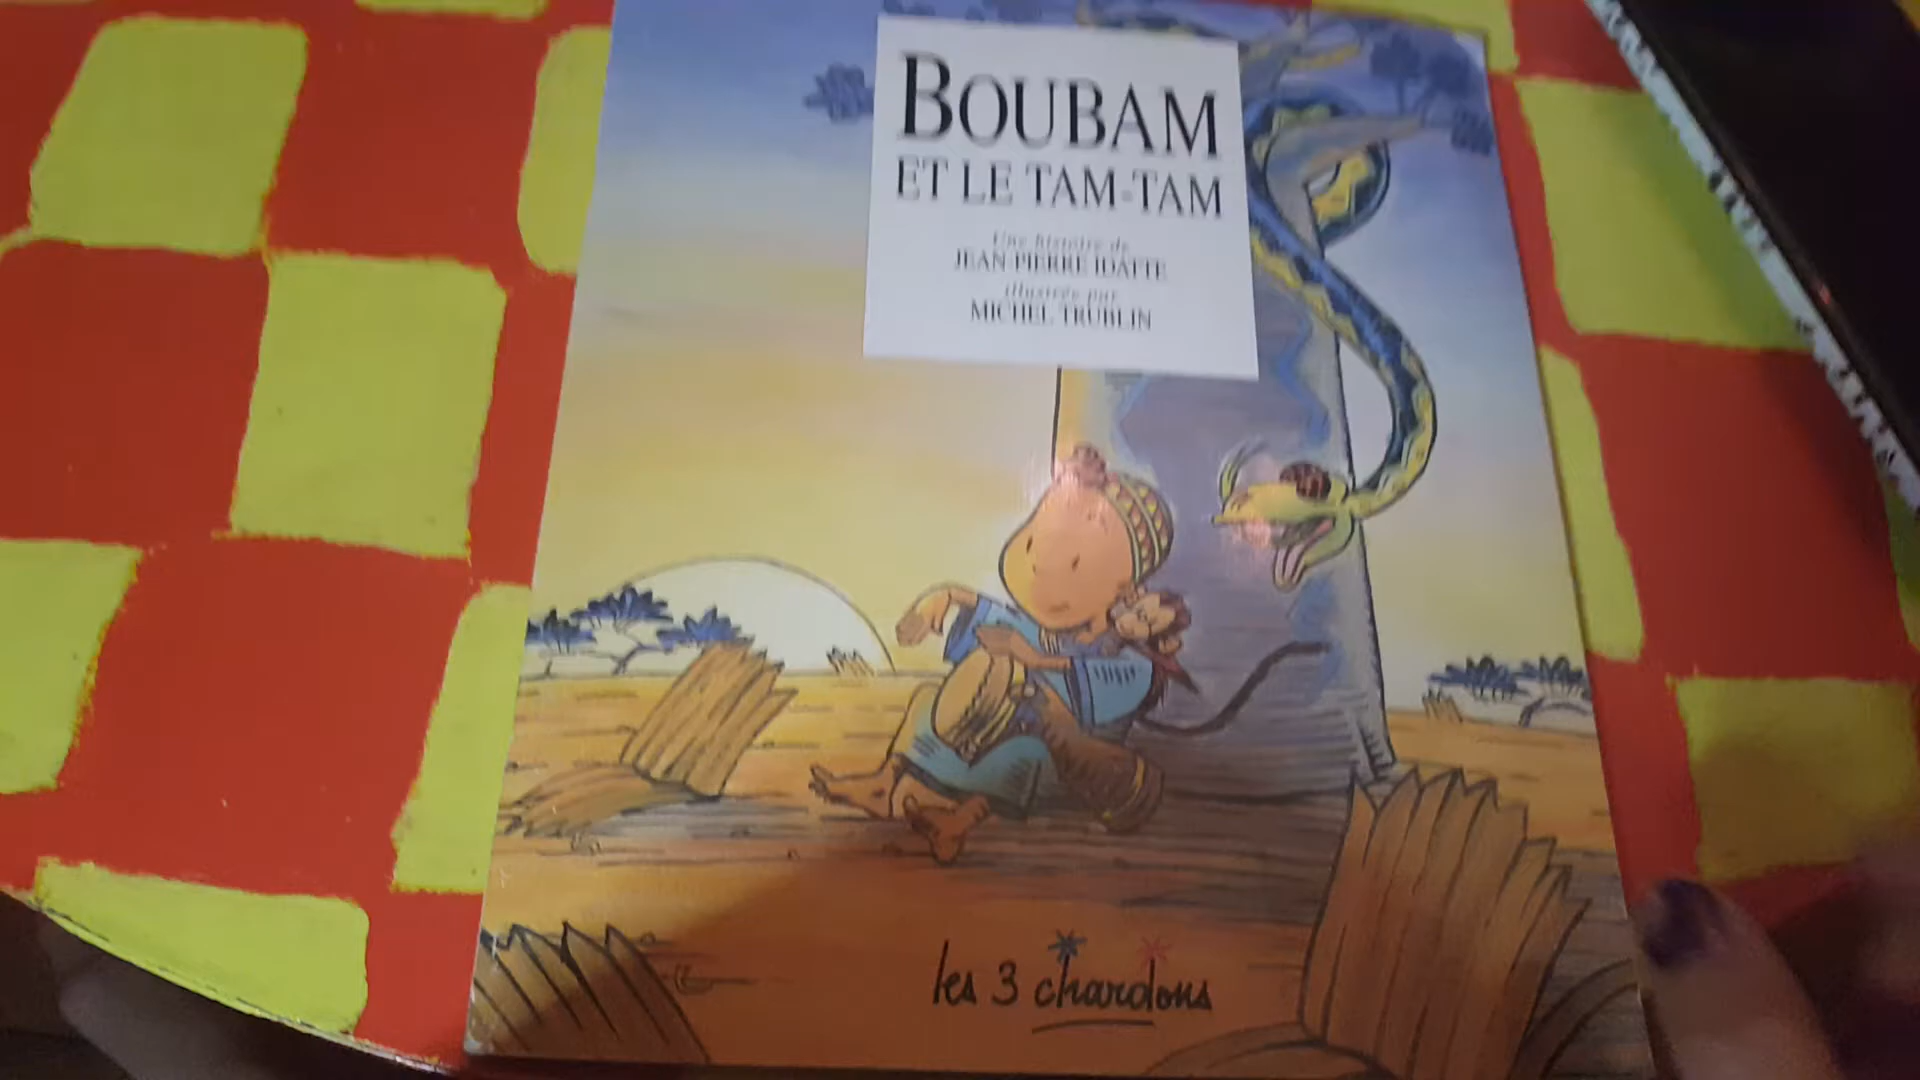 BOUBAM
ET LE TAM-TAM
Une histoire de
JEAN-PIERRE IDATTE
illustrée par
MICHEL TRUBLIN
les 3 chardons